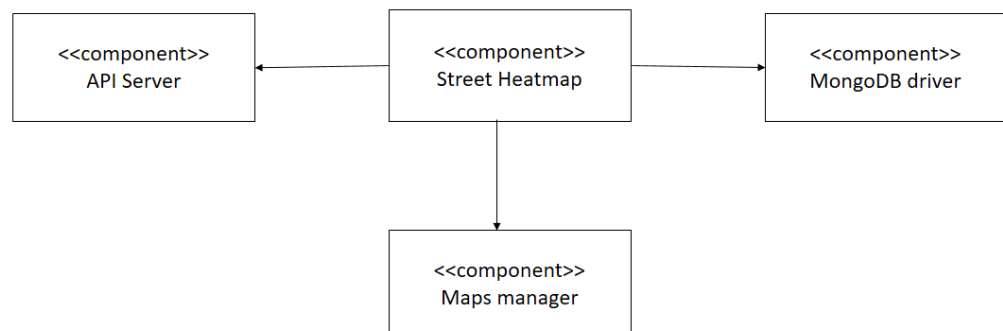 <<component>>
API Server
<<component>>
Street Heatmap
<<component>>
MongoDB driver
<<component>>
Maps manager